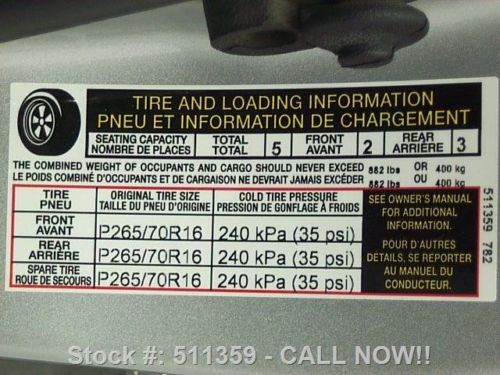 TIRE AND LOADING INFORMATION
PNEU ET INFORMATION DE CHARGEMENT
SEATING CAPACITY TOTAL 5 FRONT 2 REAR 3
NOMBRE DE PLACES TOTAL AVANT ARRIÈRE
THE COMBINED WEIGHT OF OCCUPANTS AND CARGO SHOULD NEVER EXCEED 882 lbs OR 400 kg
LE POIDS COMBINÉ D'OCCUPANTS ET DE CARGAISON NE DEVRAIT JAMAIS EXCÉDER 882 lbs OU 400 kg
TIRE ORIGINAL TIRE SIZE COLD TIRE PRESSURE
PNEU TAILLE DU PNEU D'ORIGINE PRESSION DE GONFLAGE À FROIDS
FRONT
AVANT P265/70R16 240 kPa (35 psi)
REAR
ARRIÈRE P265/70R16 240 kPa (35 psi)
SPARE TIRE
ROUE DE SECOURS P265/70R16 240 kPa (35 psi)
SEE OWNER'S MANUAL
FOR ADDITIONAL
INFORMATION.
POUR D'AUTRES
DÉTAILS, SE REPORTER
AU MANUEL DU
CONDUCTEUR.
511359 782
Stock #: 511359 - CALL NOW!!